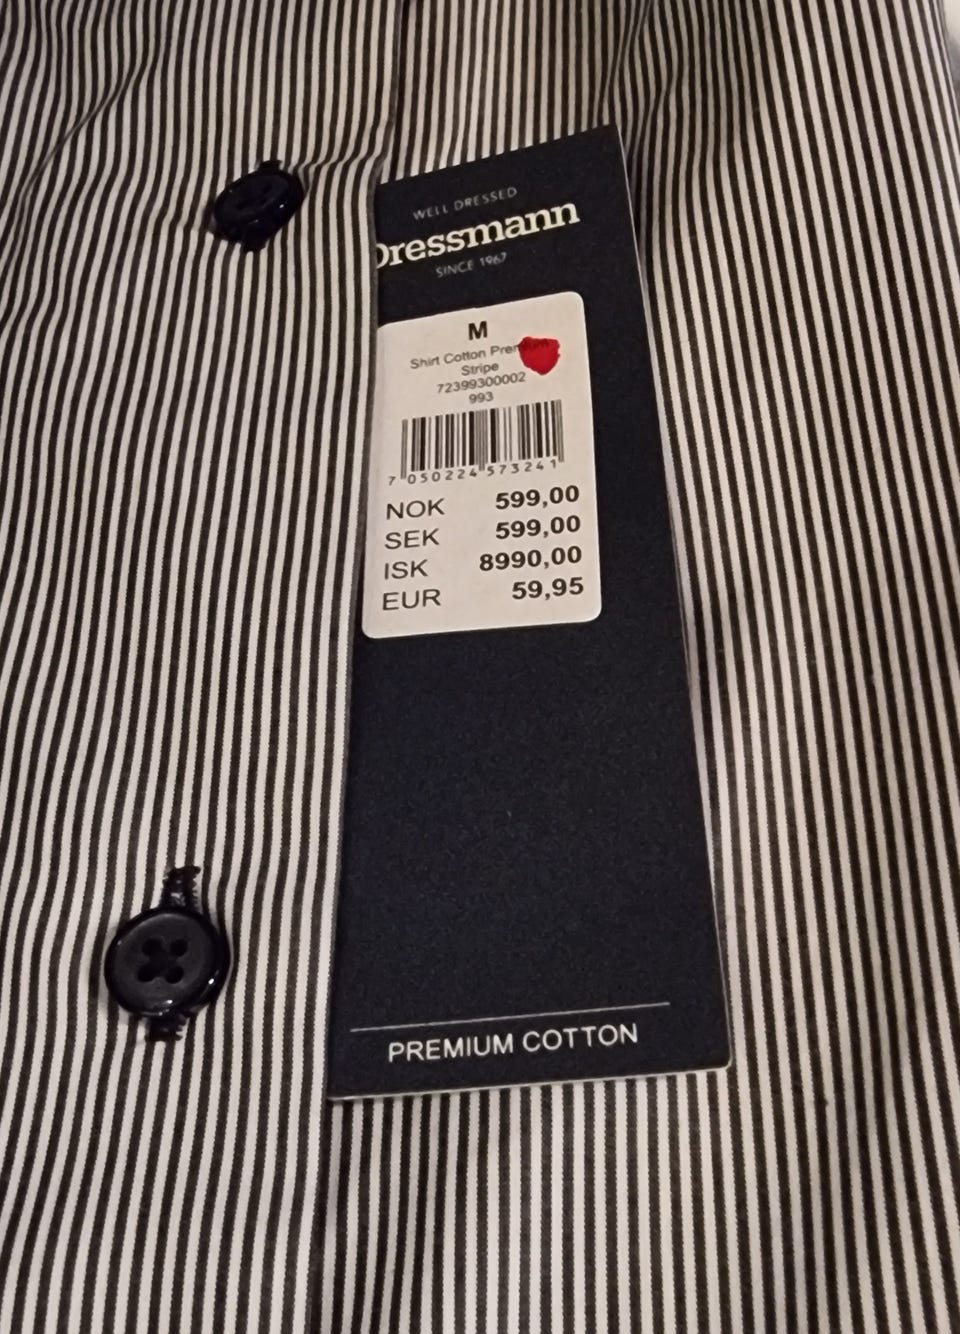 WELL DRESSED
Dressmann
SINCE 1967
M
Shirt Cotton Premium
Stripe
72399300002
993
7 050224 573241
NOK 599,00
SEK 599,00
ISK 8990,00
EUR 59,95
PREMIUM COTTON